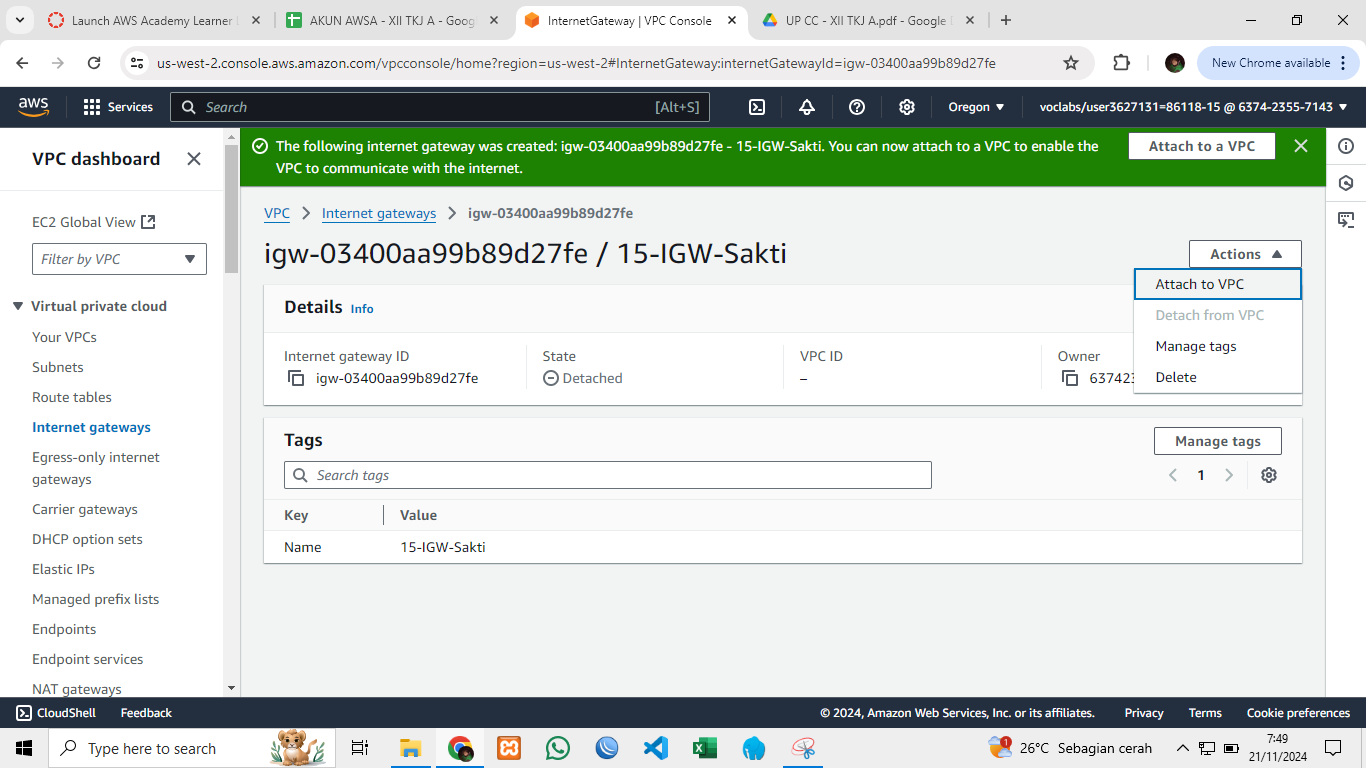 Launch AWS Academy Learner L
AKUN AWSA - XII TKJ A - Goog
InternetGateway | VPC Console
UP CC - XII TKJ A.pdf - Google D
us-west-2.console.aws.amazon.com/vpcconsole/home?region=us-west-2#InternetGateway:internetGatewayId=igw-03400aa99b89d27fe
New Chrome available
aws
Services
Search
[Alt+S]
Oregon
voclabs/user3627131=86118-15 @ 6374-2355-7143
VPC dashboard
EC2 Global View
Filter by VPC
Virtual private cloud
Your VPCs
Subnets
Route tables
Internet gateways
Egress-only internet
gateways
Carrier gateways
DHCP option sets
Elastic IPs
Managed prefix lists
Endpoints
Endpoint services
NAT gateways
The following internet gateway was created: igw-03400aa99b89d27fe - 15-IGW-Sakti. You can now attach to a VPC to enable the
VPC to communicate with the internet.
Attach to a VPC
VPC
Internet gateways
igw-03400aa99b89d27fe
igw-03400aa99b89d27fe / 15-IGW-Sakti
Actions
Attach to VPC
Detach from VPC
Manage tags
Delete
Details Info
Internet gateway ID
igw-03400aa99b89d27fe
State
Detached
VPC ID
–
Owner
637423
Tags
Manage tags
Search tags
1
Key
Value
Name
15-IGW-Sakti
CloudShell
Feedback
© 2024, Amazon Web Services, Inc. or its affiliates.
Privacy
Terms
Cookie preferences
Type here to search
1
26°C Sebagian cerah
7:49
21/11/2024